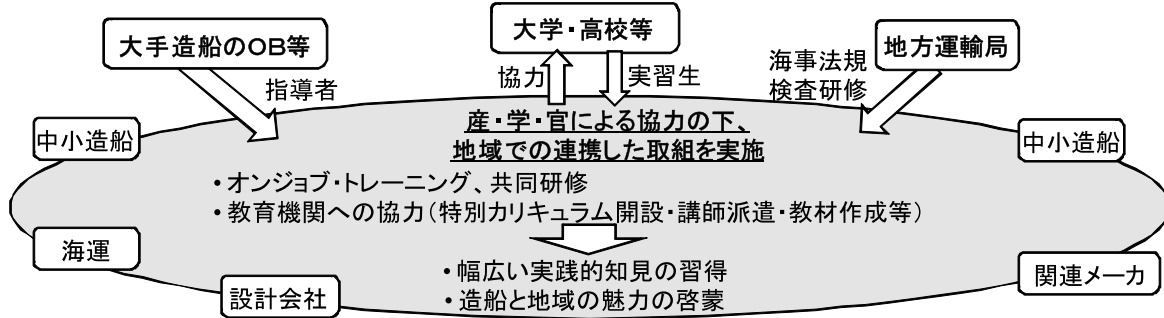 大学・高校等
大手造船のOB等
地方運輸局
協力
実習生
海事法規
検査研修
指導者
産・学・官による協力の下、
地域での連携した取組を実施
中小造船
中小造船
・オンジョブ・トレーニング、共同研修
・教育機関への協力（特別カリキュラム開設・講師派遣・教材作成等）
海運
・幅広い実践的知見の習得
・造船と地域の魅力の啓蒙
関連メーカ
設計会社